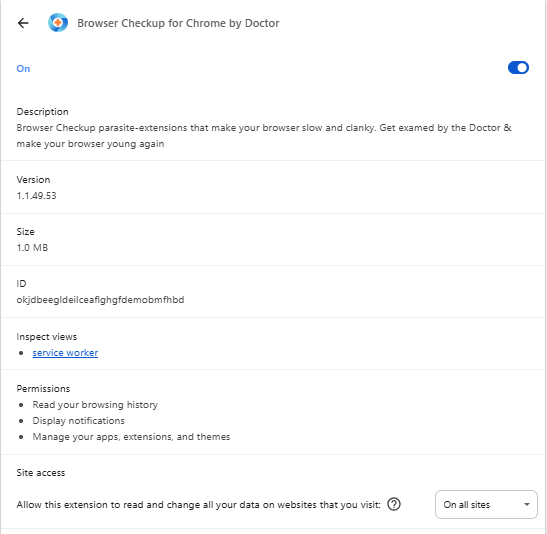 Browser Checkup for Chrome by Doctor
On
Description
Browser Checkup parasite-extensions that make your browser slow and clanky. Get examed by the Doctor &
make your browser young again
Version
1.1.49.53
Size
1.0 MB
ID
okjdbeegldeilceaflghgfdemobmfhbd
Inspect views
service worker
Permissions
Read your browsing history
Display notifications
Manage your apps, extensions, and themes
Site access
Allow this extension to read and change all your data on websites that you visit: ? On all sites